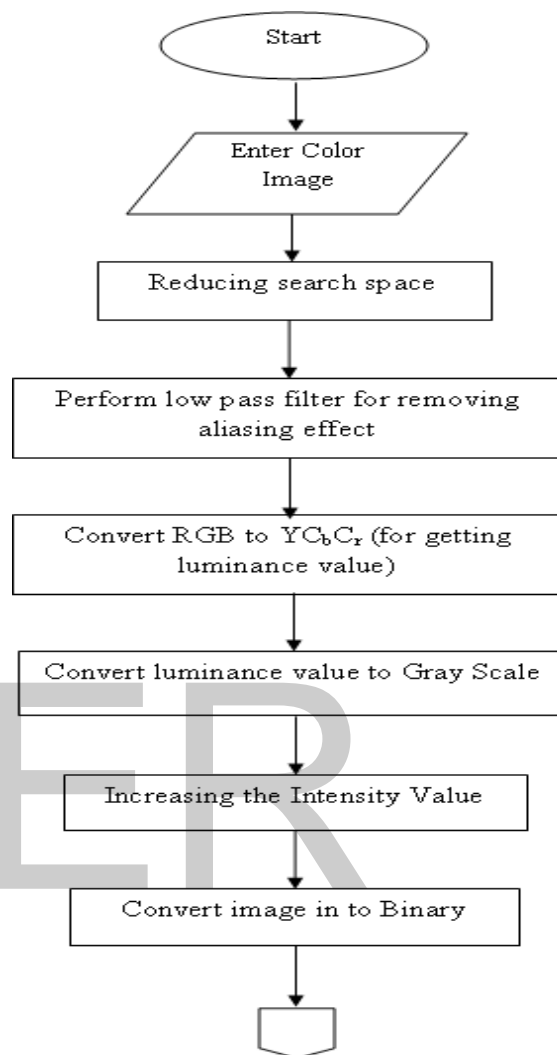 Start
Enter Color
Image
Reducing search space
Perform low pass filter for removing
aliasing effect
Convert RGB to YCbCr (for getting
luminance value)
Convert luminance value to Gray Scale
Increasing the Intensity Value
ER
Convert image in to Binary